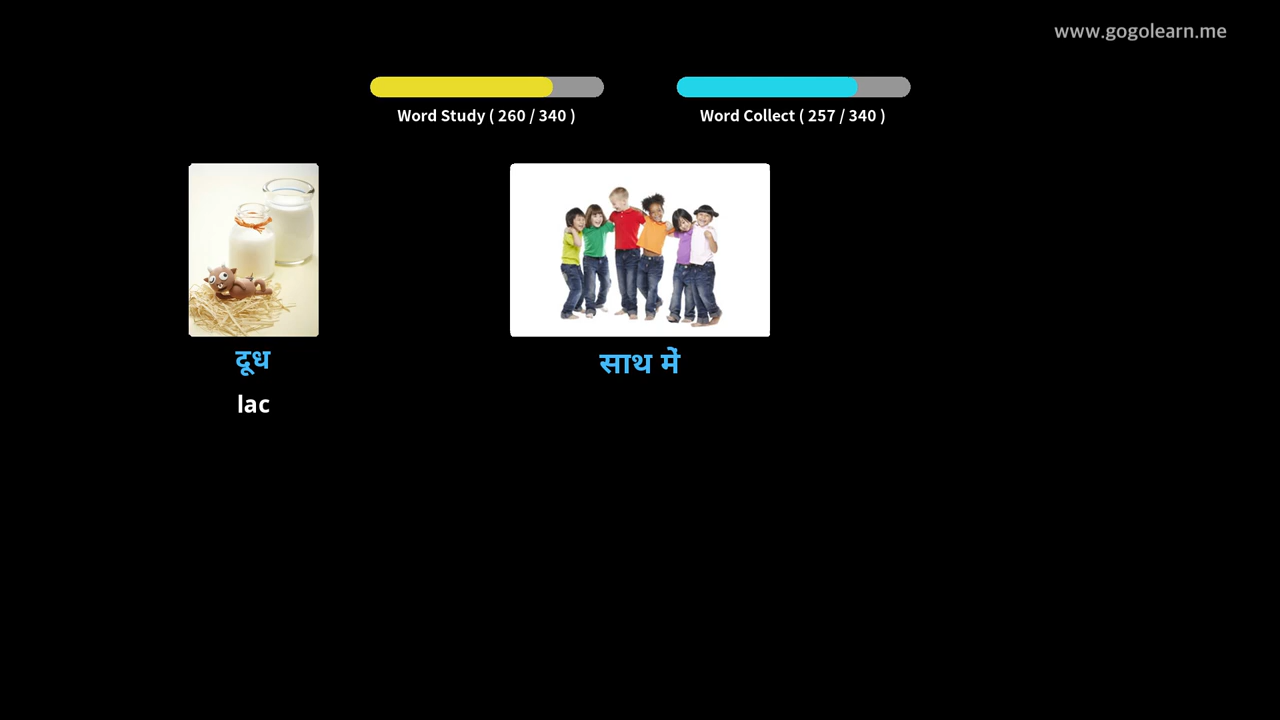 www.gogolearn.me
Word Study ( 260 / 340 )
Word Collect ( 257 / 340 )
दूध
साथ में
lac